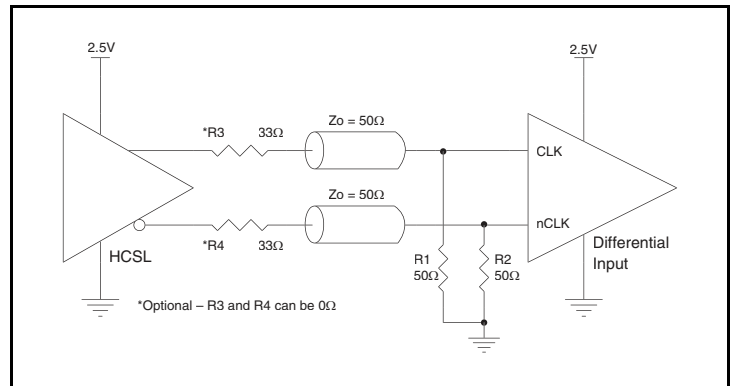 2.5V
2.5V
*R3 33Ω
Zo = 50Ω
CLK
Zo = 50Ω
*R4 33Ω
nCLK
HCSL
R1
50Ω
R2
50Ω
Differential
Input
*Optional – R3 and R4 can be 0Ω